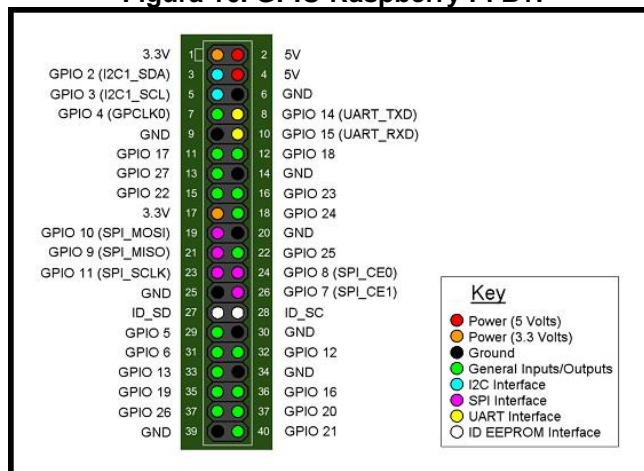 Figura GPIO Raspberry Pi B+.
3.3V 1 2 5V
GPIO 2 (I2C1_SDA) 3 4 5V
GPIO 3 (I2C1_SCL) 5 6 GND
GPIO 4 (GPCLK0) 7 8 GPIO 14 (UART_TXD)
GND 9 10 GPIO 15 (UART_RXD)
GPIO 17 11 12 GPIO 18
GPIO 27 13 14 GND
GPIO 22 15 16 GPIO 23
3.3V 17 18 GPIO 24
GPIO 10 (SPI_MOSI) 19 20 GND
GPIO 9 (SPI_MISO) 21 22 GPIO 25
GPIO 11 (SPI_SCLK) 23 24 GPIO 8 (SPI_CE0)
GND 25 26 GPIO 7 (SPI_CE1)
ID_SD 27 28 ID_SC
GPIO 5 29 30 GND
GPIO 6 31 32 GPIO 12
GPIO 13 33 34 GND
GPIO 19 35 36 GPIO 16
GPIO 26 37 37 GPIO 20
GND 39 40 GPIO 21
Key
Power (5 Volts)
Power (3.3 Volts)
Ground
General Inputs/Outputs
I2C Interface
SPI Interface
UART Interface
ID EEPROM Interface